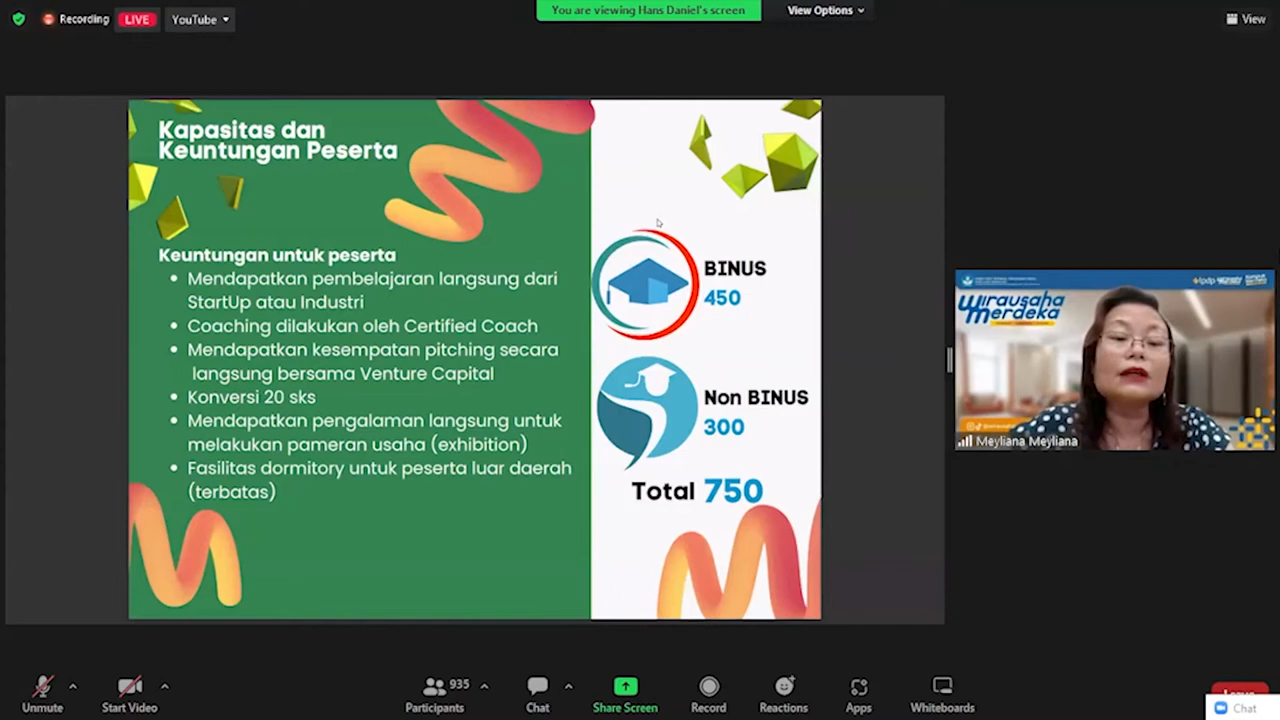 Recording
LIVE
YouTube
You are viewing Hans Daniel's screen
View Options
View
Kapasitas dan
Keuntungan Peserta
Keuntungan untuk peserta
• Mendapatkan pembelajaran langsung dari
StartUp atau Industri
• Coaching dilakukan oleh Certified Coach
• Mendapatkan kesempatan pitching secara
langsung bersama Venture Capital
• Konversi 20 sks
• Mendapatkan pengalaman langsung untuk
melakukan pameran usaha (exhibition)
• Fasilitas dormitory untuk peserta luar daerah
(terbatas)
BINUS
450
Non BINUS
300
Total 750
lpdp
Wirausaha
Merdeka
Meyliana Meyliana
Unmute
Start Video
935
Participants
Chat
Share Screen
Record
Reactions
Apps
Whiteboards
Chat